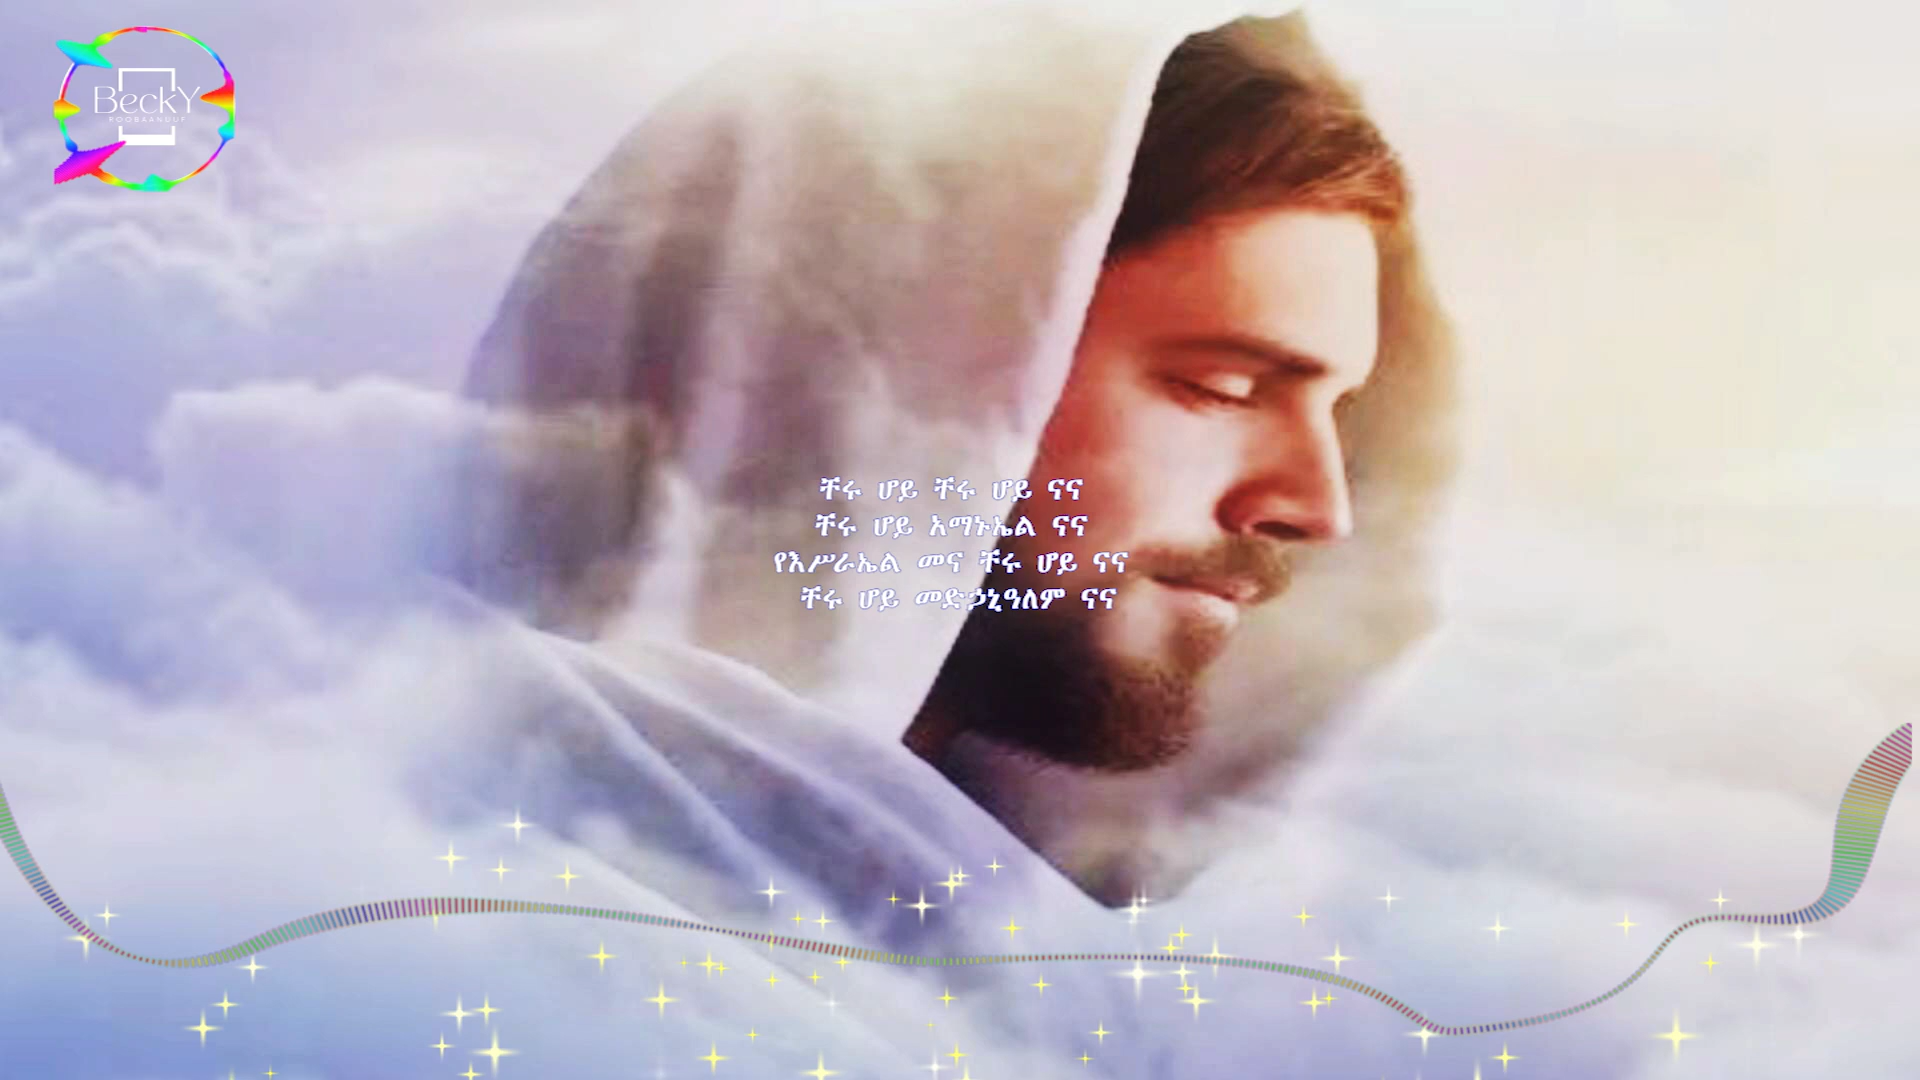 BeckY
ROOBAANDUF
ቸሩ ሆይ ቸሩ ሆይ ናና
ቸሩ ሆይ አማኑኤል ናና
የእሥራኤል መና ቸሩ ሆይ ናና
ቸሩ ሆይ መድኃኒዓለም ናና